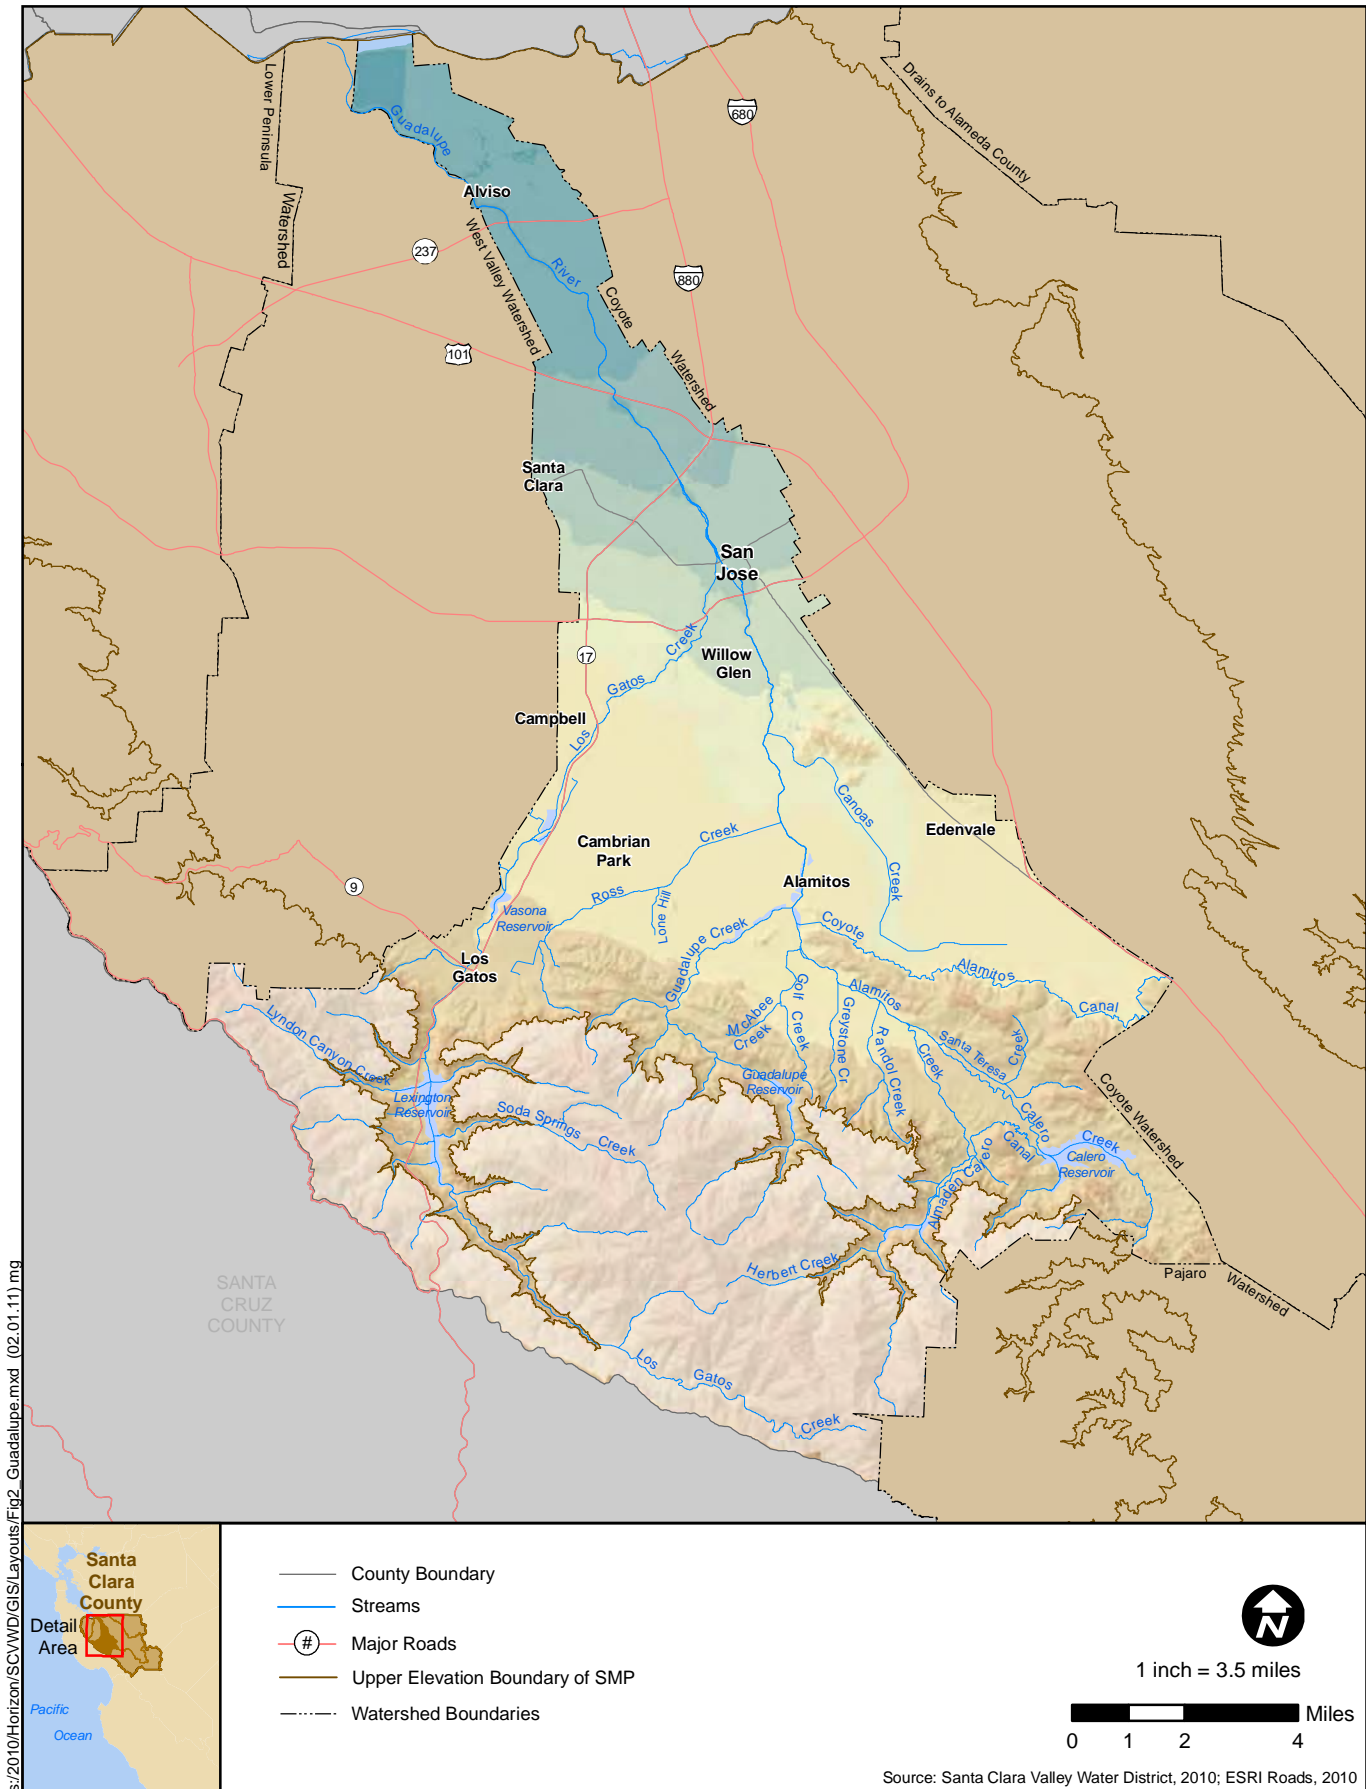 Lower Peninsula
Watershed
Drains to Alameda County
680
Guadalupe
River
Alviso
237
West Valley Watershed
880
Coyote
Watershed
101
Santa
Clara
San
Jose
Willow
Glen
17
Los
Gatos
Creek
Campbell
Canoas
Creek
Edenvale
Cambrian
Park
Ross
Creek
Lone Hill
Alamitos
9
Vasona
Reservoir
Los
Gatos
Guadalupe Creek
Coyote
Alamitos
Canal
Lyndon Canyon Creek
Lexington
Reservoir
Soda Springs
Creek
McAbee
Creek
Golf
Creek
Greystone Cr
Randol Creek
Alamitos
Creek
Santa Teresa
Creek
Guadalupe
Reservoir
Calero
Creek
Calero
Reservoir
Almaden Calero
Canal
Coyote Watershed
Herbert Creek
Pajaro
Watershed
Los
Gatos
Creek
SANTA
CRUZ
COUNTY
s:/2010/Horizon/SCVWD/GIS/Layouts/Fig2_Guadalupe.mxd (02.01.11) mg
Santa
Clara
County
Detail
Area
Pacific
Ocean
County Boundary
Streams
# Major Roads
Upper Elevation Boundary of SMP
Watershed Boundaries
N
1 inch = 3.5 miles
Miles
0 1 2 4
Source: Santa Clara Valley Water District, 2010; ESRI Roads, 2010